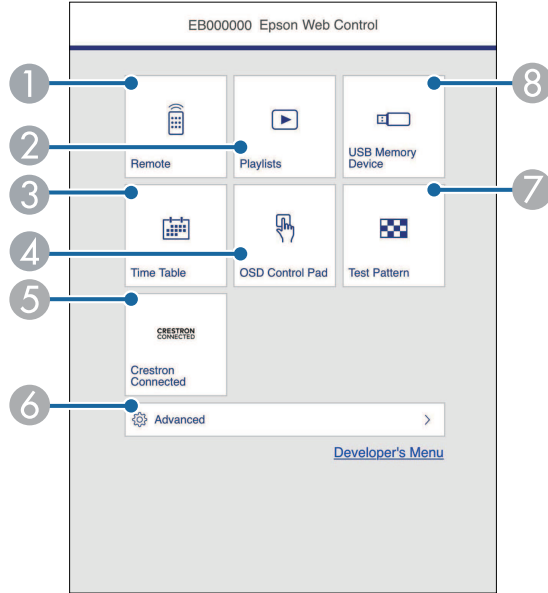 EB000000 Epson Web Control
1
8
2
Remote
Playlists
USB Memory
Device
3
7
4
Time Table
OSD Control Pad
Test Pattern
5
CRESTRON
CONNECTED
Crestron
Connected
6
Advanced
Developer's Menu